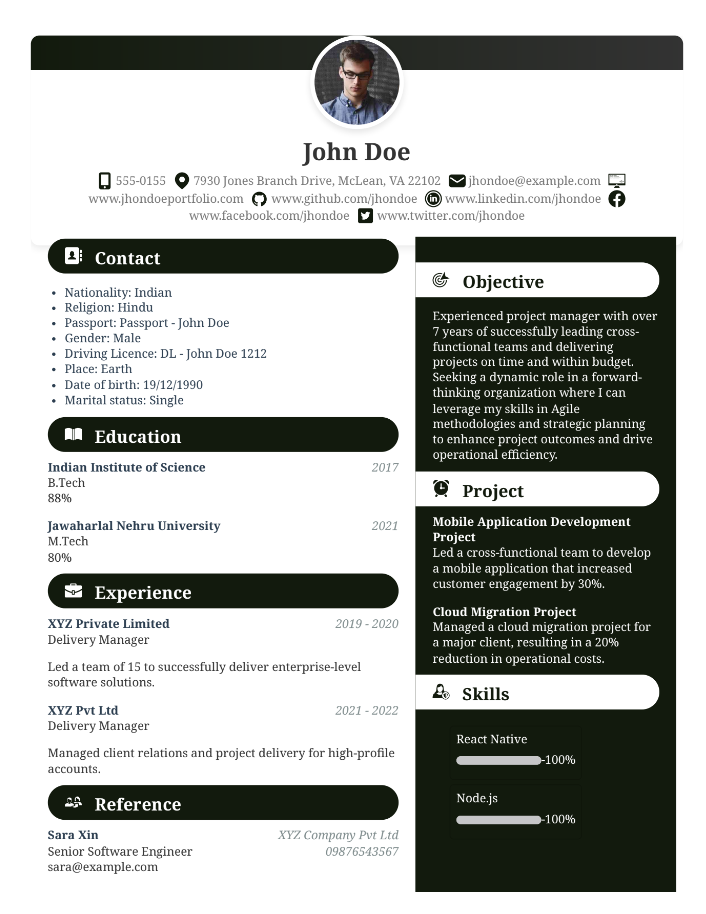 John Doe
555-0155 7930 Jones Branch Drive, McLean, VA 22102 jhondoe@example.com
www.jhondoeportfolio.com www.github.com/jhondoe www.linkedin.com/jhondoe
www.facebook.com/jhondoe www.twitter.com/jhondoe
Contact
Nationality: Indian
Religion: Hindu
Passport: Passport - John Doe
Gender: Male
Driving Licence: DL - John Doe 1212
Place: Earth
Date of birth: 19/12/1990
Marital status: Single
Education
Indian Institute of Science 2017
B.Tech
88%
Jawaharlal Nehru University 2021
M.Tech
80%
Experience
XYZ Private Limited 2019 - 2020
Delivery Manager
Led a team of 15 to successfully deliver enterprise-level
software solutions.
XYZ Pvt Ltd 2021 - 2022
Delivery Manager
Managed client relations and project delivery for high-profile
accounts.
Reference
Sara Xin XYZ Company Pvt Ltd
Senior Software Engineer 09876543567
sara@example.com
Objective
Experienced project manager with over
7 years of successfully leading cross-
functional teams and delivering
projects on time and within budget.
Seeking a dynamic role in a forward-
thinking organization where I can
leverage my skills in Agile
methodologies and strategic planning
to enhance project outcomes and drive
operational efficiency.
Project
Mobile Application Development
Project
Led a cross-functional team to develop
a mobile application that increased
customer engagement by 30%.
Cloud Migration Project
Managed a cloud migration project for
a major client, resulting in a 20%
reduction in operational costs.
Skills
React Native
-100%
Node.js
-100%